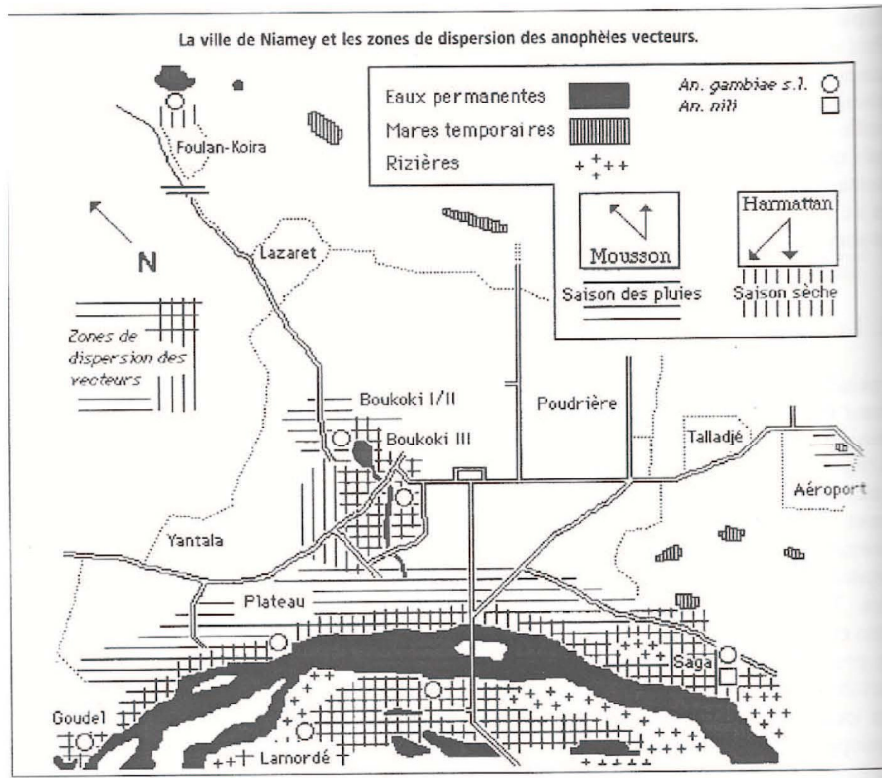 La ville de Niamey et les zones de dispersion des anophèles vecteurs.
Eaux permanentes
Mares temporaires
Rizières
An. gambiae s.l.
An. nili
Mousson
Harmattan
Saison des pluies
Saison sèche
Foulan-Koira
N
Lazaret
Zones de
dispersion des
vecteurs
Boukoki I/II
Boukoki III
Poudrière
Talladjé
Aéroport
Yantala
Plateau
Saga
Goudel
Lamordé